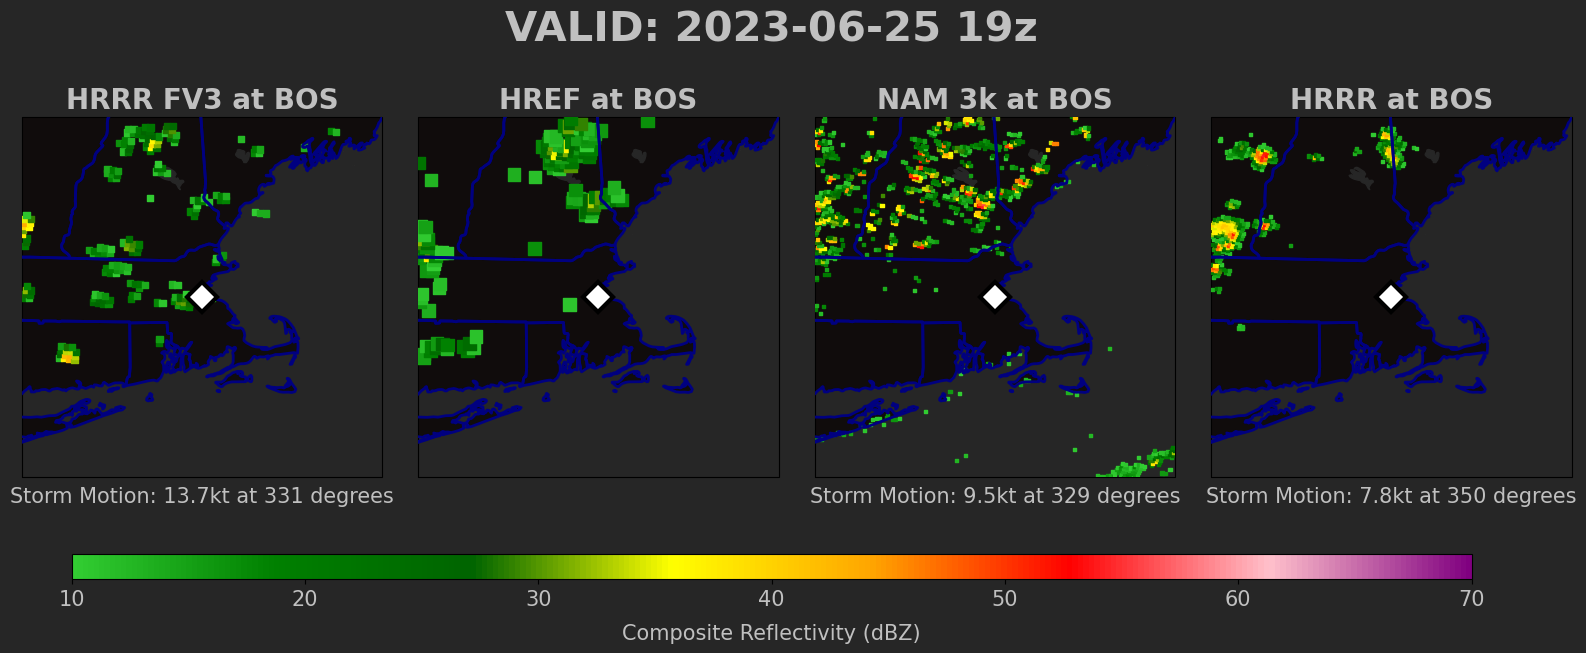 VALID: 2023-06-25 19z
HRRR FV3 at BOS
HREF at BOS
NAM 3k at BOS
HRRR at BOS
Storm Motion: 13.7kt at 331 degrees
Storm Motion: 9.5kt at 329 degrees
Storm Motion: 7.8kt at 350 degrees
10 20 30 40 50 60 70
Composite Reflectivity (dBZ)